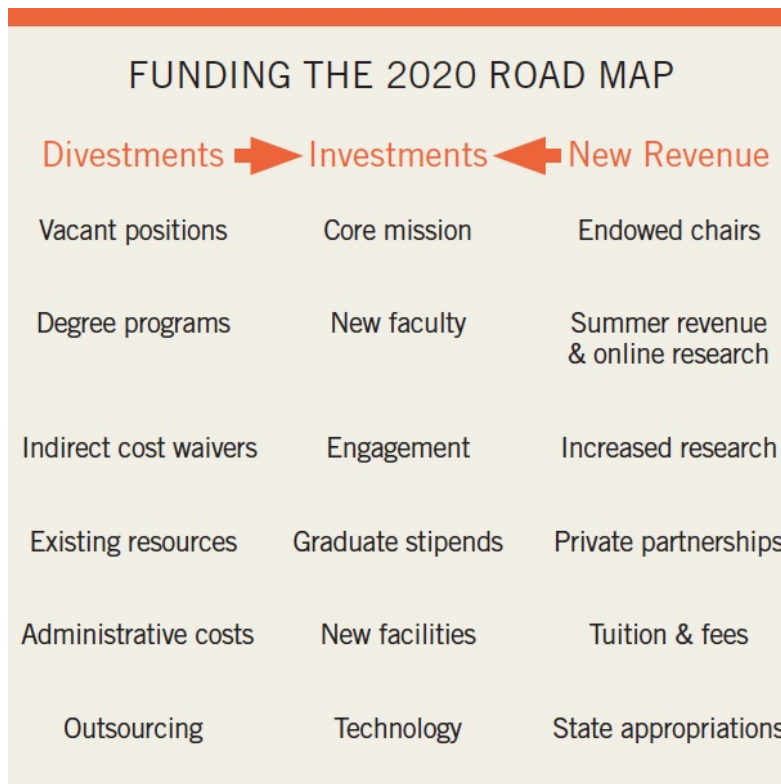 FUNDING THE 2020 ROAD MAP
Divestments Investments New Revenue
Vacant positions Core mission Endowed chairs
Degree programs New faculty Summer revenue
& online research
Indirect cost waivers Engagement Increased research
Existing resources Graduate stipends Private partnerships
Administrative costs New facilities Tuition & fees
Outsourcing Technology State appropriations